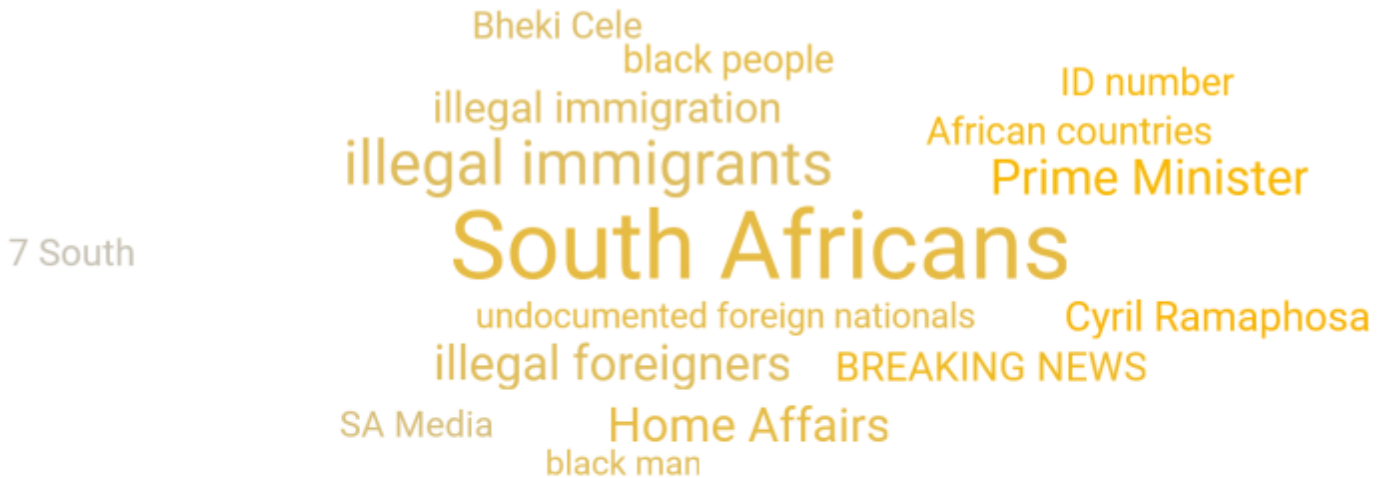 Bheki Cele
black people
ID number
illegal immigration
African countries
illegal immigrants
Prime Minister
South Africans
7 South
undocumented foreign nationals
Cyril Ramaphosa
illegal foreigners
BREAKING NEWS
SA Media
Home Affairs
black man